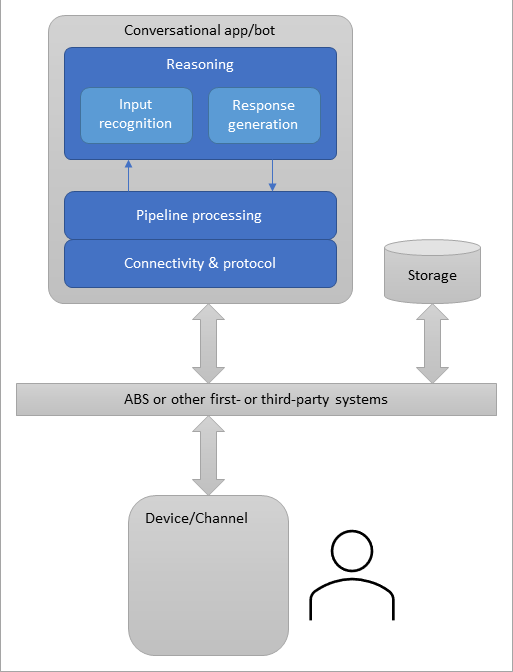 Conversational app/bot
Reasoning
Input
recognition
Response
generation
Pipeline processing
Connectivity & protocol
Storage
ABS or other first- or third-party systems
Device/Channel